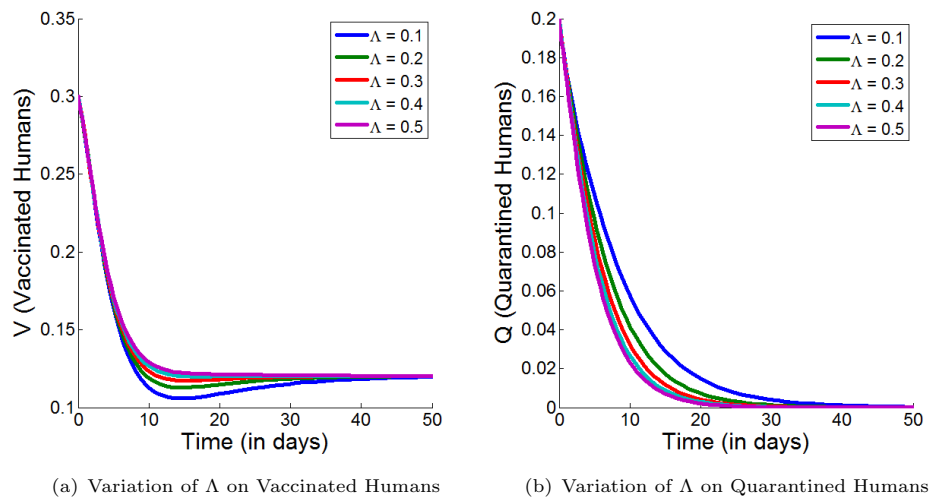 0.35
0.3
0.25
0.2
0.15
0.1
V (Vaccinated Humans)
Λ = 0.1
Λ = 0.2
Λ = 0.3
Λ = 0.4
Λ = 0.5
0 10 20 30 40 50
Time (in days)
(a) Variation of Λ on Vaccinated Humans
0.2
0.18
0.16
0.14
0.12
0.1
0.08
0.06
0.04
0.02
0
Q (Quarantined Humans)
Λ = 0.1
Λ = 0.2
Λ = 0.3
Λ = 0.4
Λ = 0.5
0 10 20 30 40 50
Time (in days)
(b) Variation of Λ on Quarantined Humans